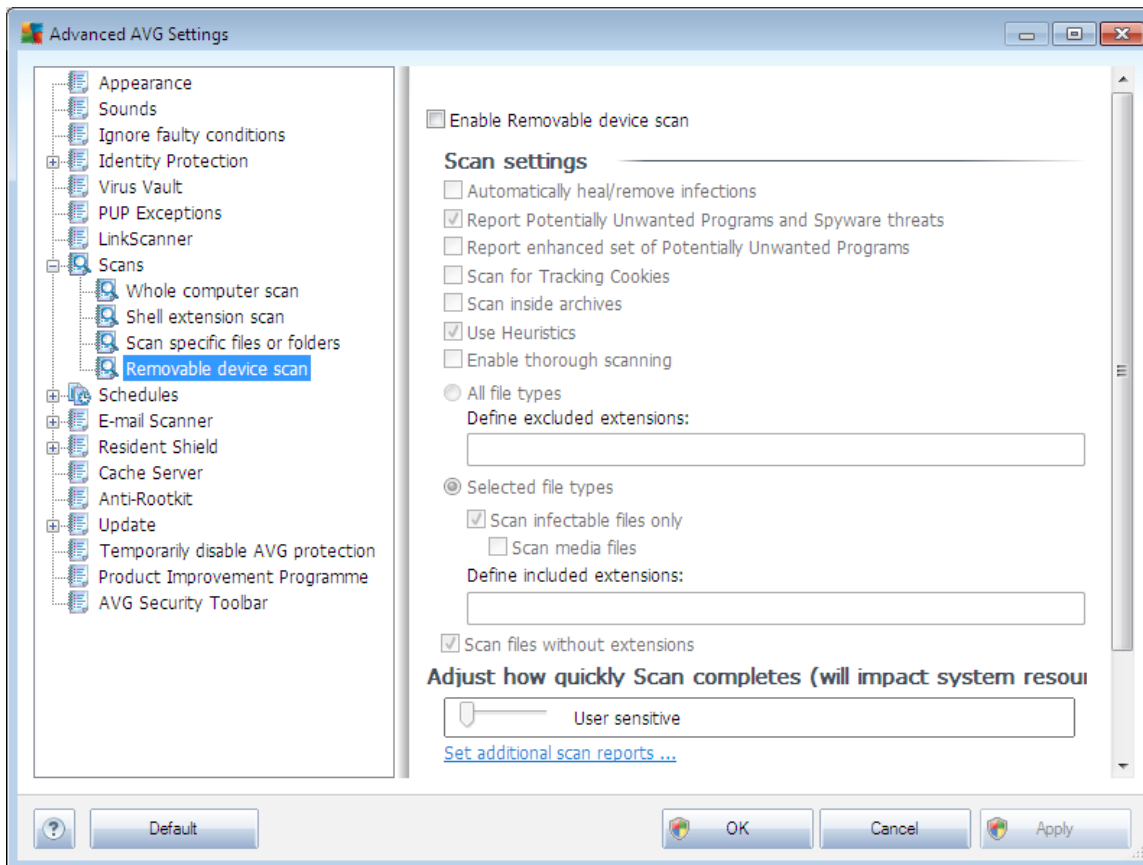 Advanced AVG Settings
Appearance
Sounds
Ignore faulty conditions
Identity Protection
Virus Vault
PUP Exceptions
LinkScanner
Scans
Whole computer scan
Shell extension scan
Scan specific files or folders
Removable device scan
Schedules
E-mail Scanner
Resident Shield
Cache Server
Anti-Rootkit
Update
Temporarily disable AVG protection
Product Improvement Programme
AVG Security Toolbar
Enable Removable device scan
Scan settings
Automatically heal/remove infections
Report Potentially Unwanted Programs and Spyware threats
Report enhanced set of Potentially Unwanted Programs
Scan for Tracking Cookies
Scan inside archives
Use Heuristics
Enable thorough scanning
All file types
Define excluded extensions:
Selected file types
Scan infectable files only
Scan media files
Define included extensions:
Scan files without extensions
Adjust how quickly Scan completes (will impact system resou
User sensitive
Set additional scan reports ...
?
Default
OK
Cancel
Apply